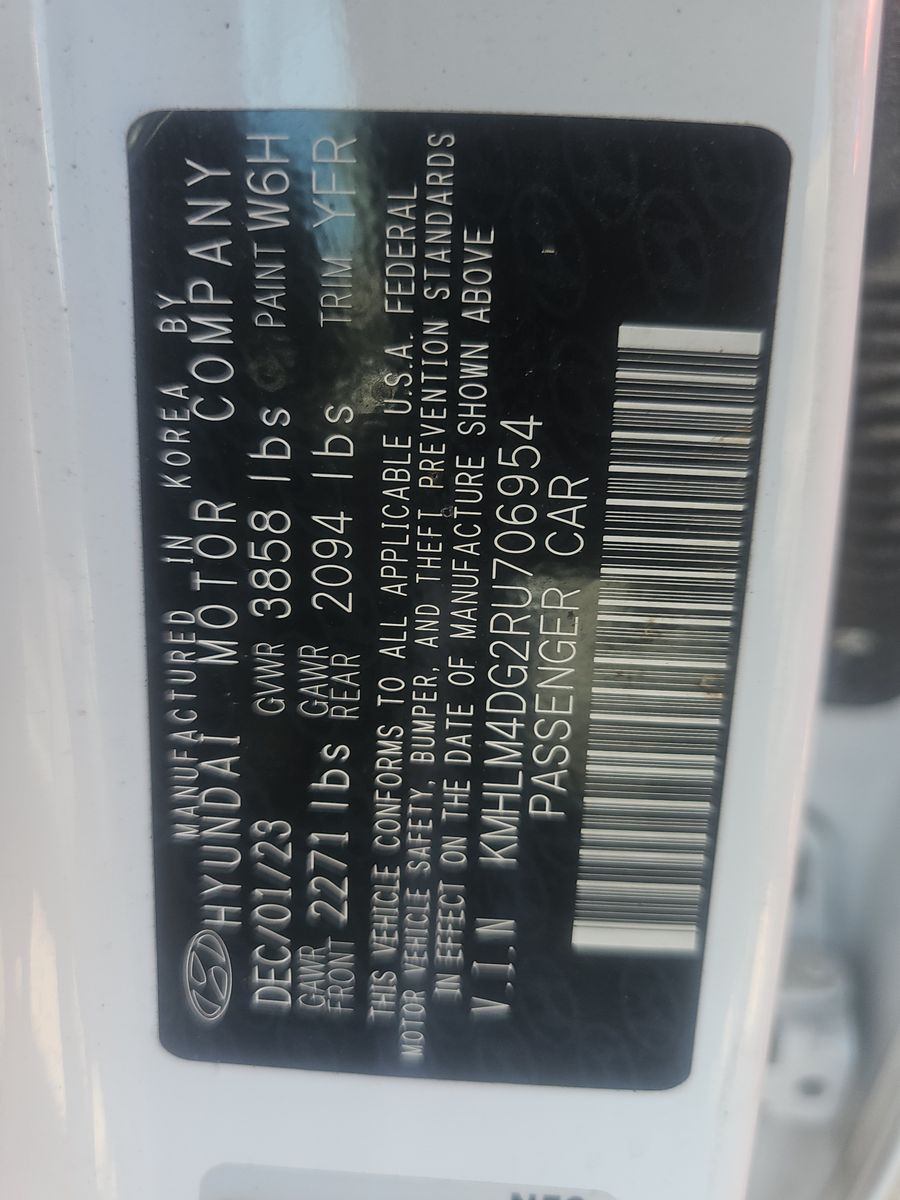 MANUFACTURED IN KOREA BY
HYUNDAI MOTOR COMPANY
DEC/01/23 GVWR 3858 lbs PAINT W6H
GAWR FRONT 2271 lbs GAWR REAR 2094 lbs TRIM YFR
THIS VEHICLE CONFORMS TO ALL APPLICABLE U.S.A. FEDERAL
MOTOR VEHICLE SAFETY, BUMPER, AND THEFT PREVENTION STANDARDS
IN EFFECT ON THE DATE OF MANUFACTURE SHOWN ABOVE
V.I.N KMHLM4DG2RU706954
PASSENGER CAR